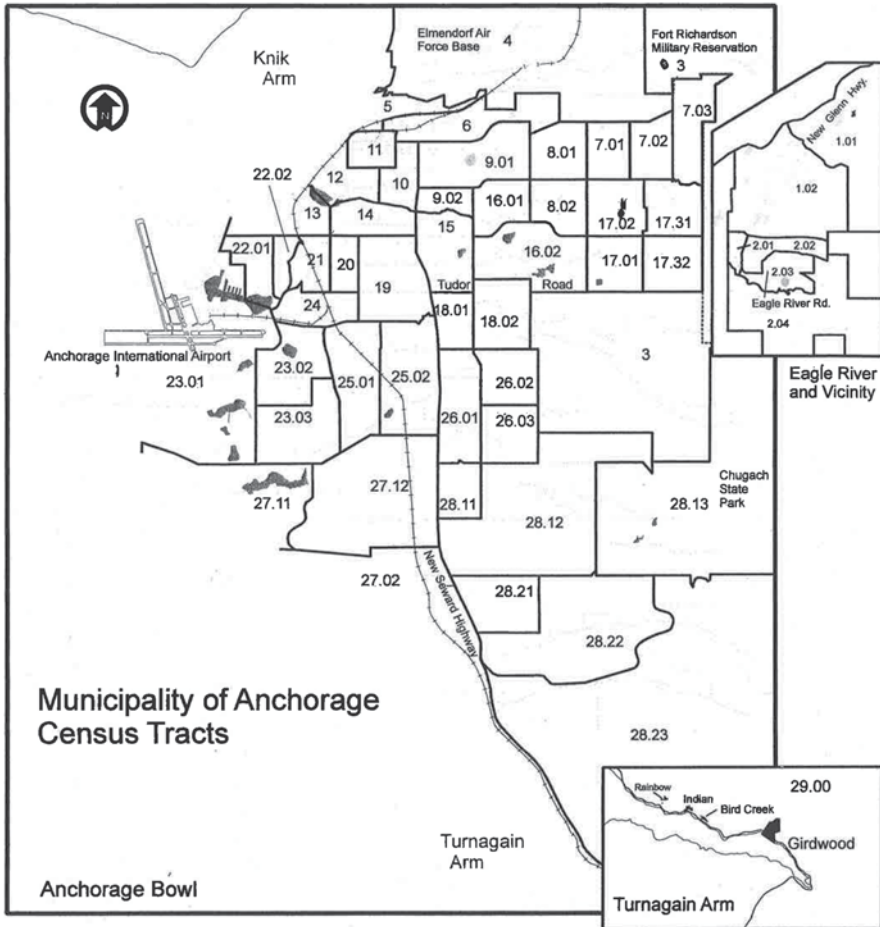 Elmendorf Air
Force Base
4
Fort Richardson
Military Reservation
3
Knik
Arm
N
5
6
7.03
New Glenn Hwy.
1.01
11
9.01
8.01
7.01
7.02
22.02
12
10
1.02
9.02
16.01
8.02
13
14
15
17.02
17.31
22.01
21
20
16.02
2.01
2.02
19
17.01
17.32
2.03
Tudor
Road
Eagle River Rd.
24
18.01
2.04
18.02
Anchorage International Airport
3
23.01
23.02
25.01
25.02
26.02
Eagle River
and Vicinity
23.03
26.01
26.03
27.11
27.12
28.11
28.12
28.13
Chugach
State
Park
27.02
New Seward Highway
28.21
28.22
Municipality of Anchorage
Census Tracts
28.23
Rainbow
Indian
Bird Creek
29.00
Girdwood
Turnagain
Arm
Anchorage Bowl
Turnagain Arm